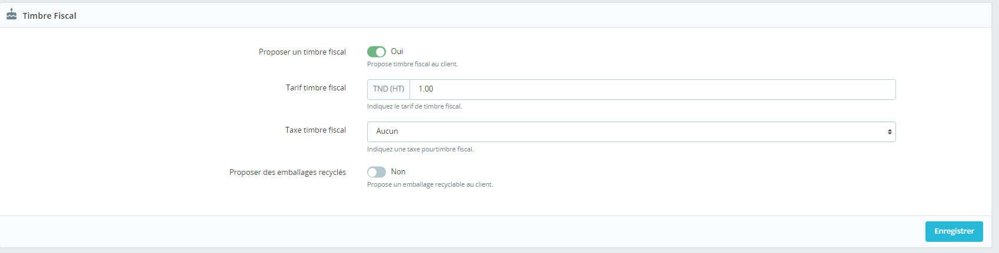 Timbre Fiscal
Proposer un timbre fiscal
Oui
Propose timbre fiscal au client.
Tarif timbre fiscal
TND (HT)
1.00
Indiquez le tarif de timbre fiscal.
Taxe timbre fiscal
Aucun
Indiquez une taxe pourtimbre fiscal.
Proposer des emballages recyclés
Non
Propose un emballage recyclable au client.
Enregistrer